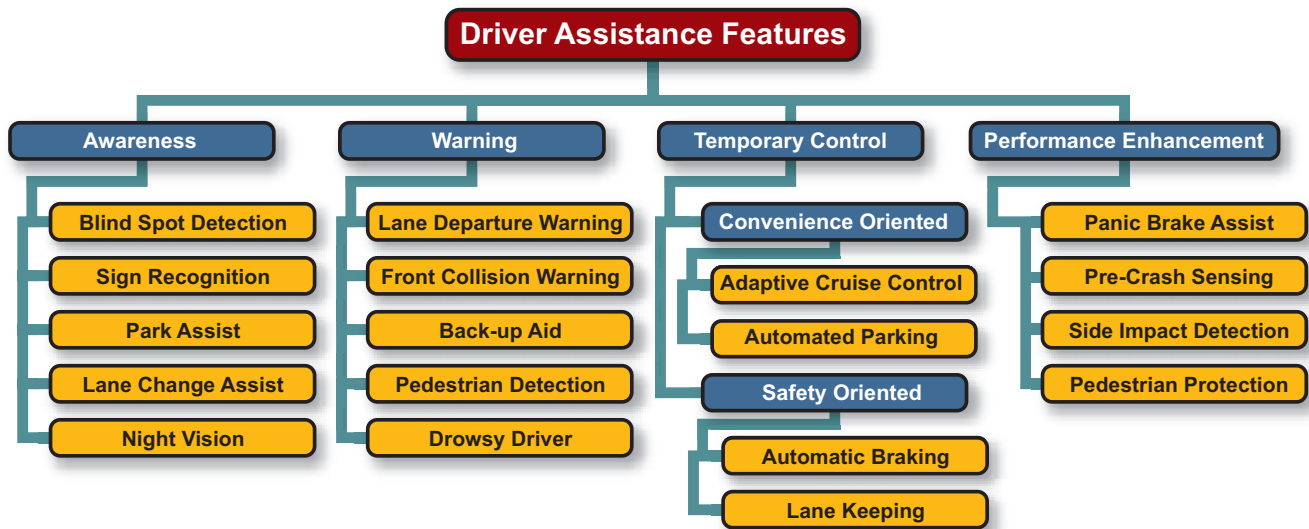 Driver Assistance Features
Awareness
Blind Spot Detection
Sign Recognition
Park Assist
Lane Change Assist
Night Vision
Warning
Lane Departure Warning
Front Collision Warning
Back-up Aid
Pedestrian Detection
Drowsy Driver
Temporary Control
Convenience Oriented
Adaptive Cruise Control
Automated Parking
Safety Oriented
Automatic Braking
Lane Keeping
Performance Enhancement
Panic Brake Assist
Pre-Crash Sensing
Side Impact Detection
Pedestrian Protection